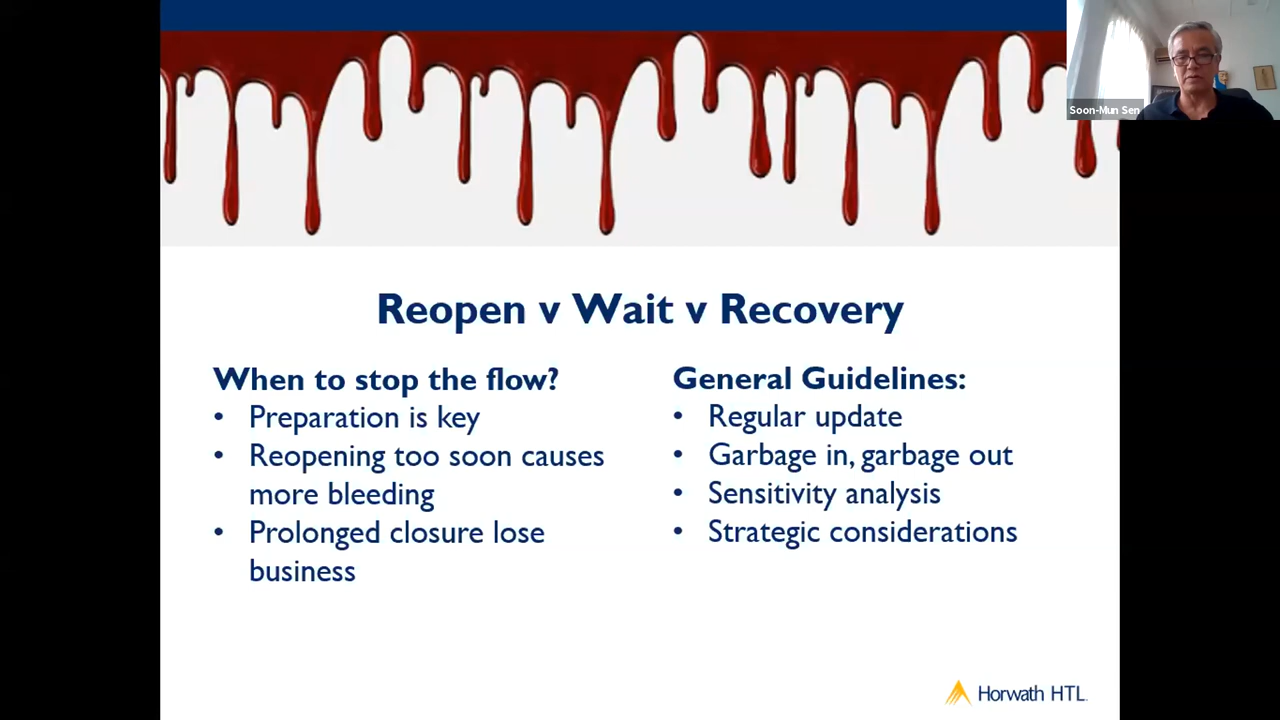 Soon-Mun Sen
Reopen v Wait v Recovery
When to stop the flow?
• Preparation is key
• Reopening too soon causes
more bleeding
• Prolonged closure lose
business
General Guidelines:
• Regular update
• Garbage in, garbage out
• Sensitivity analysis
• Strategic considerations
Horwath HTL